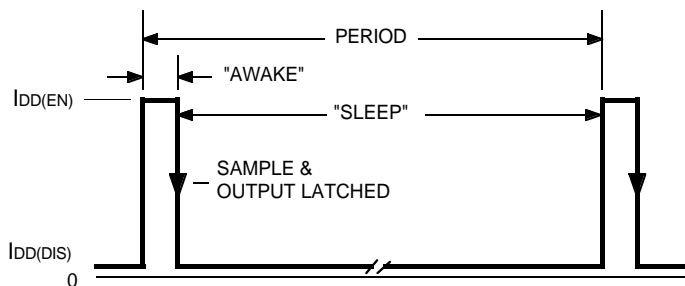 PERIOD
"AWAKE"
IDD(EN)
"SLEEP"
SAMPLE &
OUTPUT LATCHED
IDD(DIS)
0